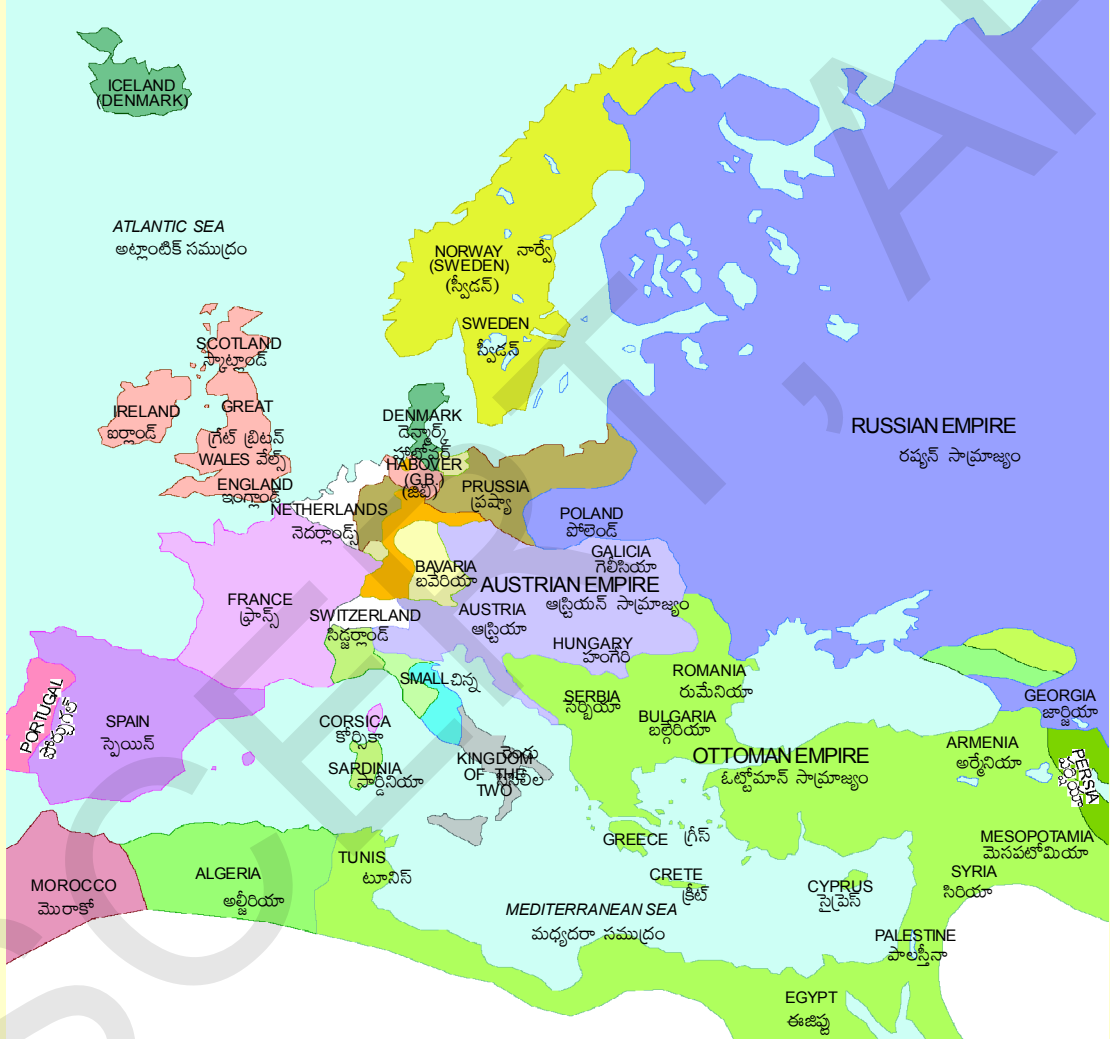 ICELAND
(DENMARK)
ATLANTIC SEA
అట్లాంటిక్ సముద్రం
NORWAY నార్వే
(SWEDEN)
(స్వీడన్)
SWEDEN
స్వీడన్
SCOTLAND
స్కాట్లాండ్
IRELAND
ఐర్లాండ్
GREAT
గ్రేట్ బ్రిటన్
WALES వేల్స్
ENGLAND
ఇంగ్లాండ్
DENMARK
డెన్మార్క్
HABOVER
(G.B.)
(జిబి)
NETHERLANDS
నెదర్లాండ్స్
PRUSSIA
ప్రష్యా
POLAND
పోలెండ్
RUSSIAN EMPIRE
రష్యన్ సామ్రాజ్యం
GALICIA
గెలీసియా
BAVARIA
బవేరియా
AUSTRIAN EMPIRE
ఆస్ట్రియన్ సామ్రాజ్యం
AUSTRIA
ఆస్ట్రియా
HUNGARY
హంగేరి
FRANCE
ఫ్రాన్స్
SWITZERLAND
స్విడ్జర్లాండ్
SMALL చిన్న
ROMANIA
రుమేనియా
SERBIA
సెర్బియా
BULGARIA
బల్గేరియా
GEORGIA
జార్జియా
PORTUGAL
పోర్చుగల్
SPAIN
స్పెయిన్
CORSICA
కోర్సికా
SARDINIA
సార్డీనియా
KINGDOM
OF THE
TWO
రెండు
OTTOMAN EMPIRE
ఓట్టోమాన్ సామ్రాజ్యం
ARMENIA
అర్మేనియా
PERSIA
పర్షియా
GREECE గ్రీస్
MESOPOTAMIA
మెసపటోమియా
MOROCCO
మొరాకో
ALGERIA
అల్జీరియా
TUNIS
టూనిస్
CRETE
క్రీట్
CYPRUS
సైప్రెస్
SYRIA
సిరియా
MEDITERRANEAN SEA
మధ్యదరా సముద్రం
PALESTINE
పాలస్తీనా
EGYPT
ఈజిప్టు